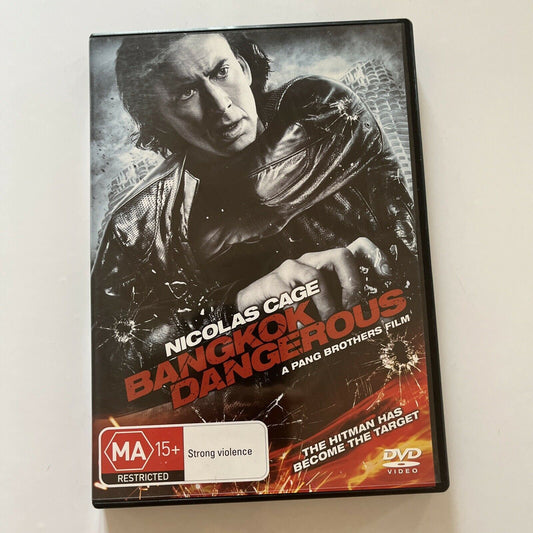 NICOLAS CAGE
BANGKOK
DANGEROUS
A PANG BROTHERS FILM
THE HITMAN HAS
BECOME THE TARGET
MA 15+
RESTRICTED
Strong violence
DVD
VIDEO